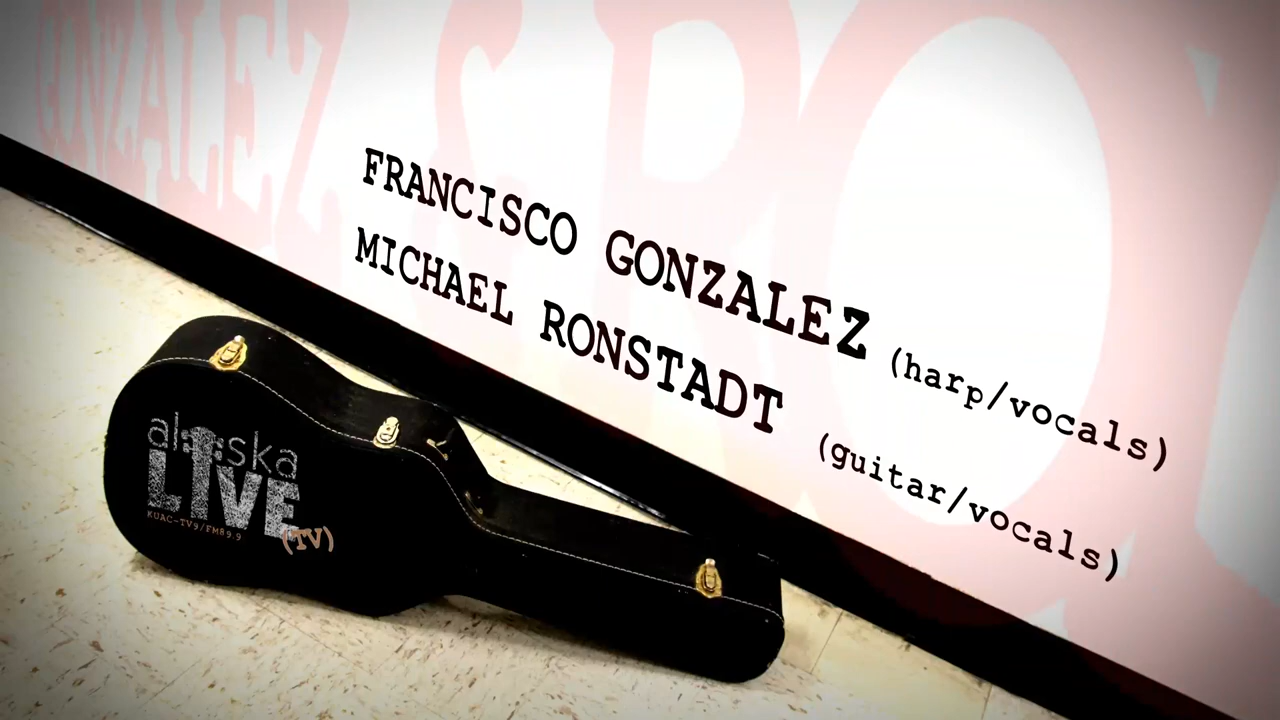 GONZALEZ
FRANCISCO GONZALEZ (harp/vocals)
MICHAEL RONSTADT (guitar/vocals)
alaska
LIVE
KUAC-TV9/FM89.9
(TV)